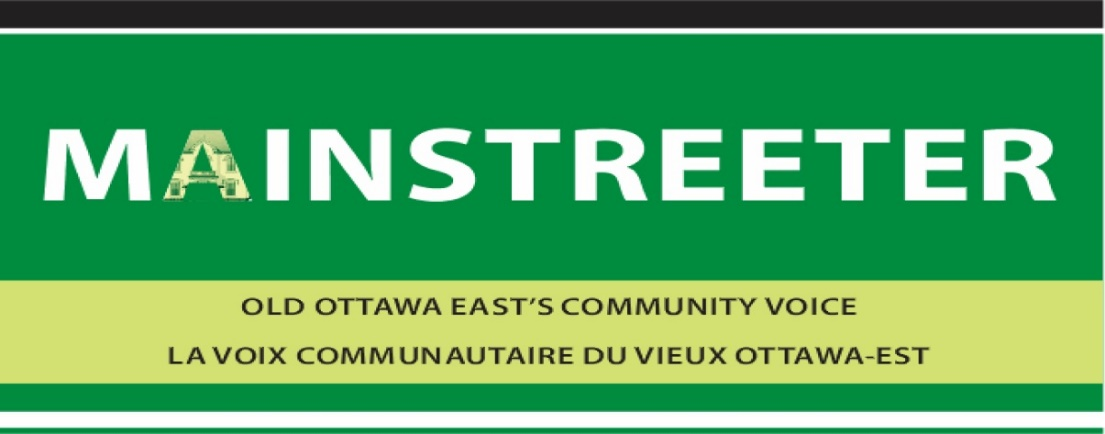 MAINSTREETER
OLD OTTAWA EAST'S COMMUNITY VOICE
LA VOIX COMMUNAUTAIRE DU VIEUX OTTAWA-EST